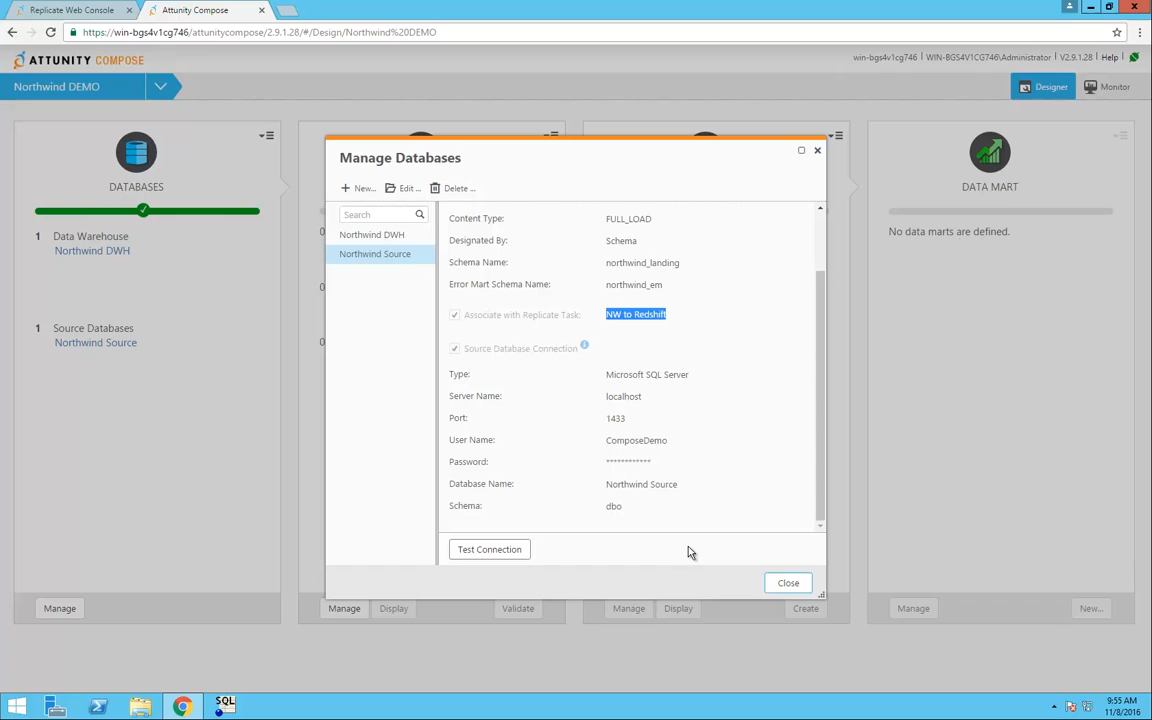 Replicate Web Console
Attunity Compose
https://win-bgs4v1cg746/attunitycompose/2.9.1.28/#/Design/Northwind%20DEMO
ATTUNITY COMPOSE
win-bgs4v1cg746
WIN-BGS4V1CG746\Administrator
V2.9.1.28
Help
Northwind DEMO
Designer
Monitor
DATABASES
1 Data Warehouse
Northwind DWH
1 Source Databases
Northwind Source
Manage
Manage Databases
New...
Edit ...
Delete ...
Search
Northwind DWH
Northwind Source
Content Type: FULL_LOAD
Designated By: Schema
Schema Name: northwind_landing
Error Mart Schema Name: northwind_em
Associate with Replicate Task: NW to Redshift
Source Database Connection
Type: Microsoft SQL Server
Server Name: localhost
Port: 1433
User Name: ComposeDemo
Password: ************
Database Name: Northwind Source
Schema: dbo
Test Connection
Close
Manage
Display
Validate
Manage
Display
Create
DATA MART
No data marts are defined.
Manage
New...
SQL
9:55 AM
11/8/2016